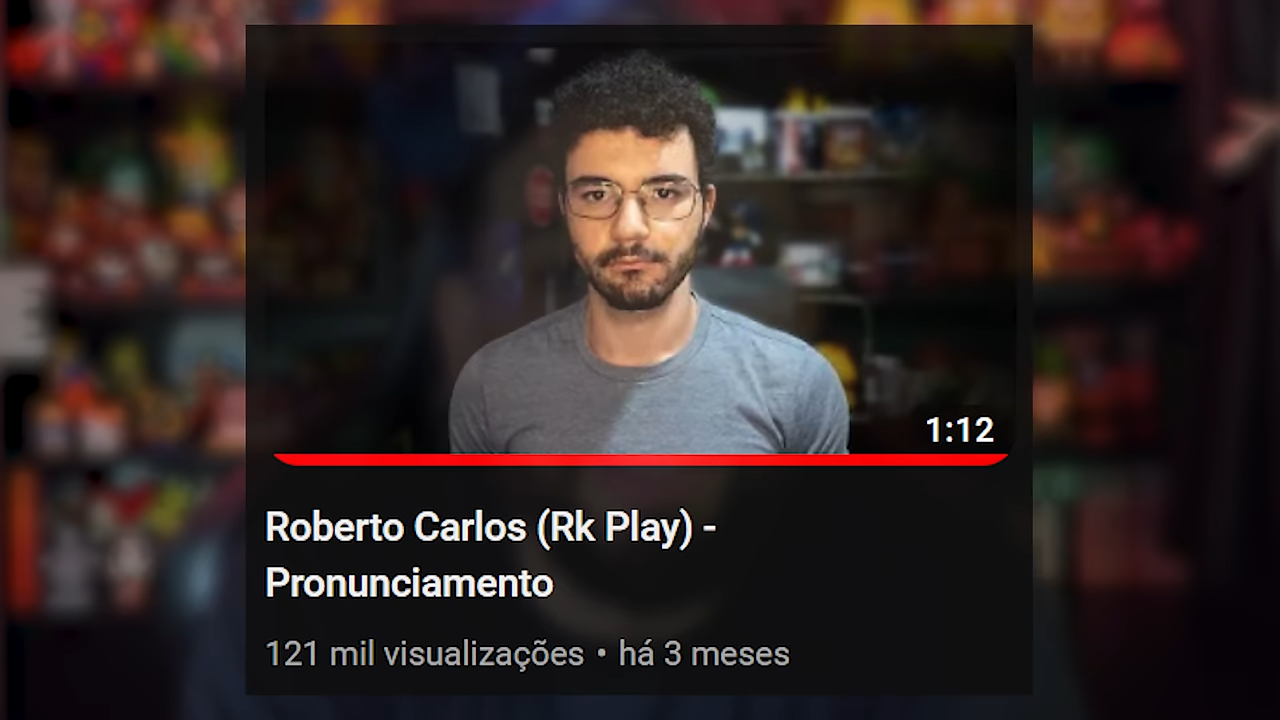 1:12
Roberto Carlos (Rk Play) -
Pronunciamento
121 mil visualizações • há 3 meses